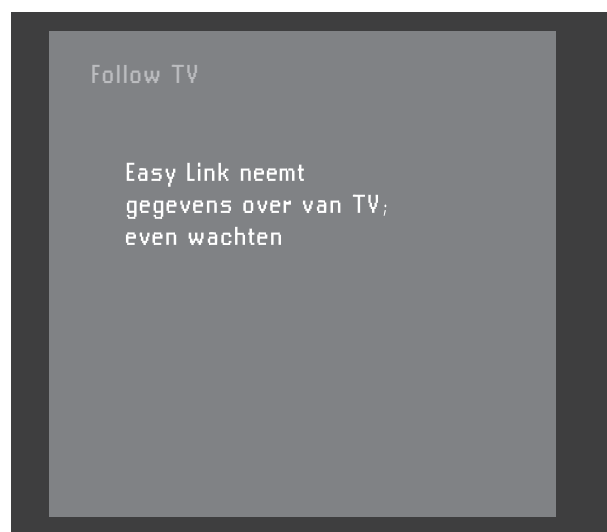 Follow TV
Easy Link neemt
gegevens over van TV;
even wachten